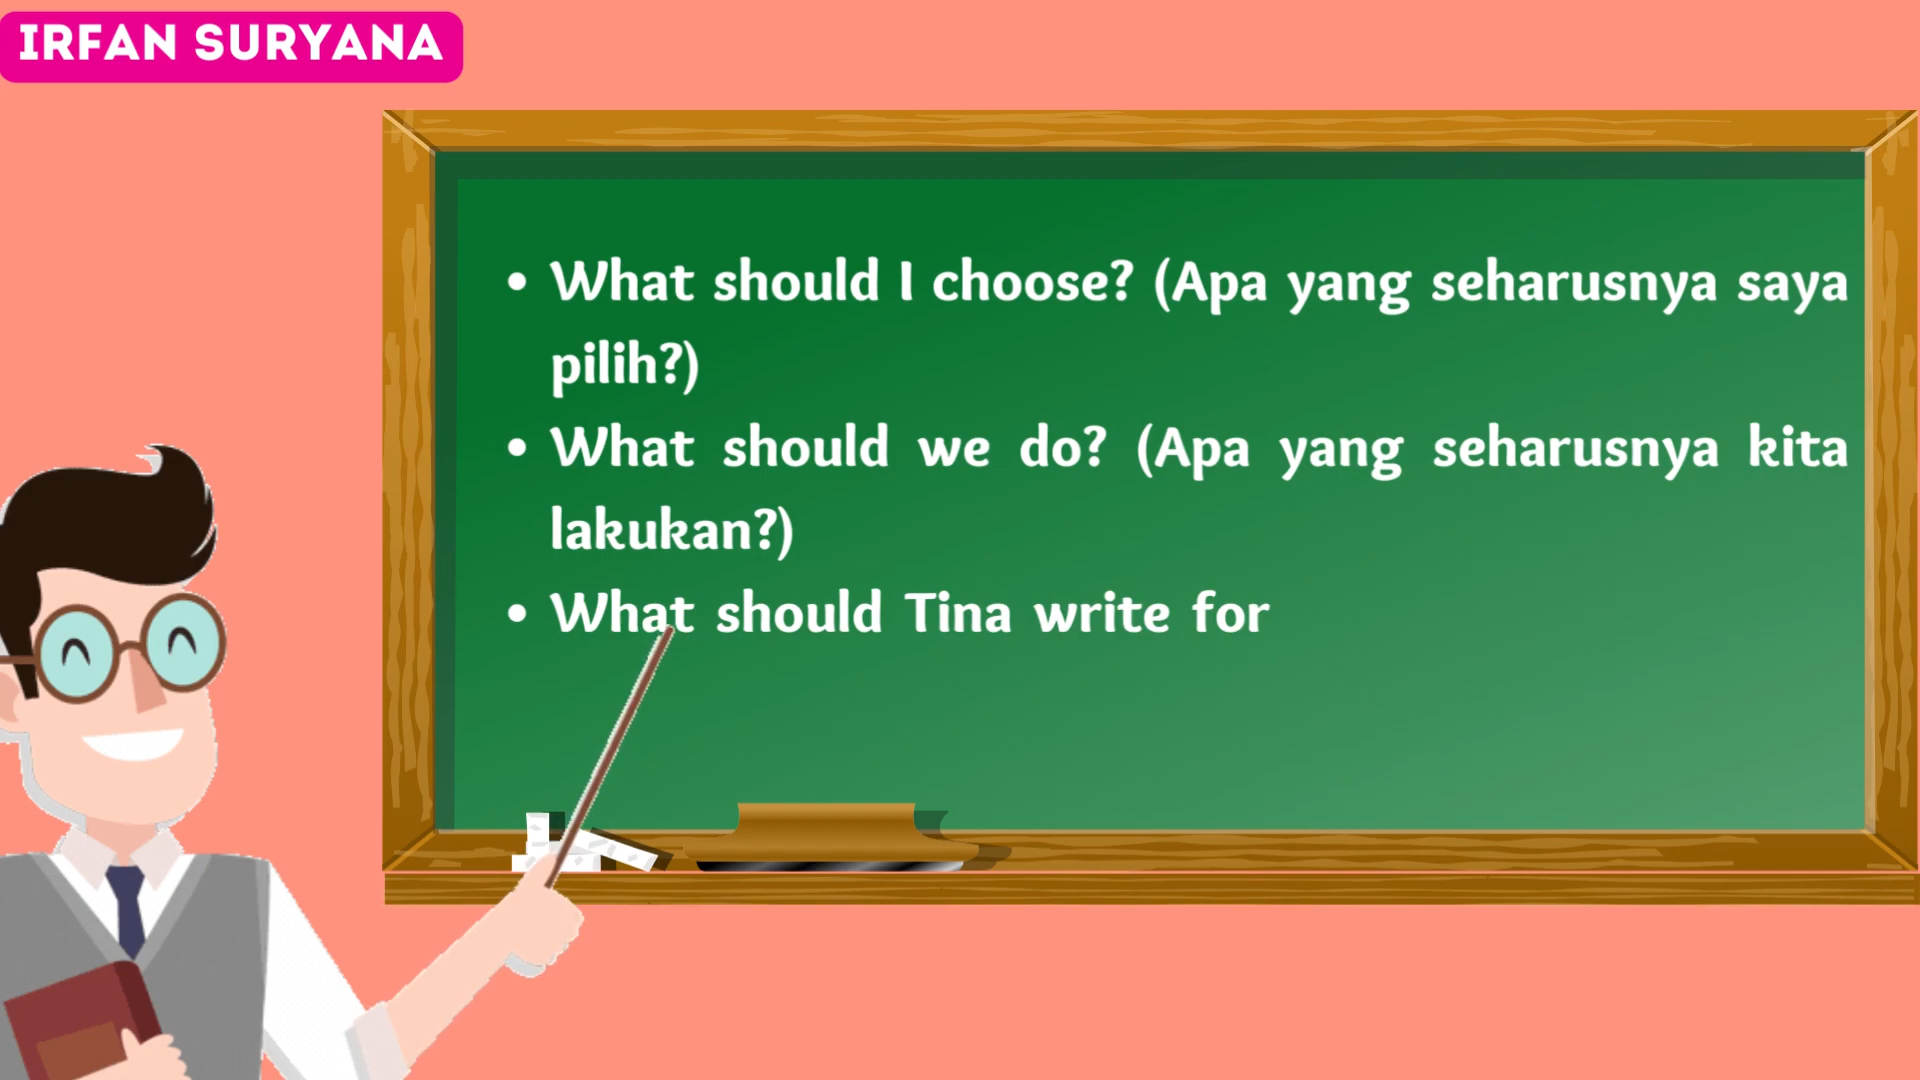 IRFAN SURYANA
• What should I choose? (Apa yang seharusnya saya
pilih?)
• What should we do? (Apa yang seharusnya kita
lakukan?)
• What should Tina write for